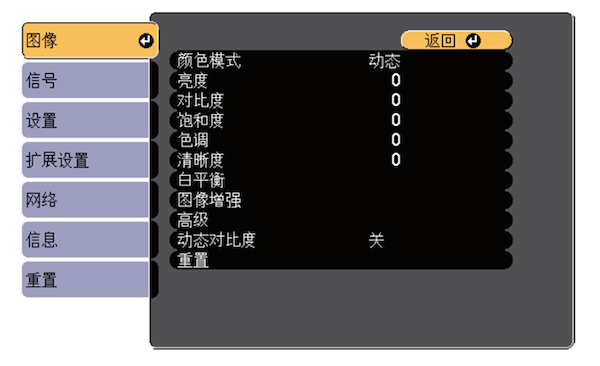 图像
信号
设置
扩展设置
网络
信息
重置
返回
颜色模式 动态
亮度 0
对比度 0
饱和度 0
色调 0
清晰度 0
白平衡
图像增强
高级
动态对比度 关
重置